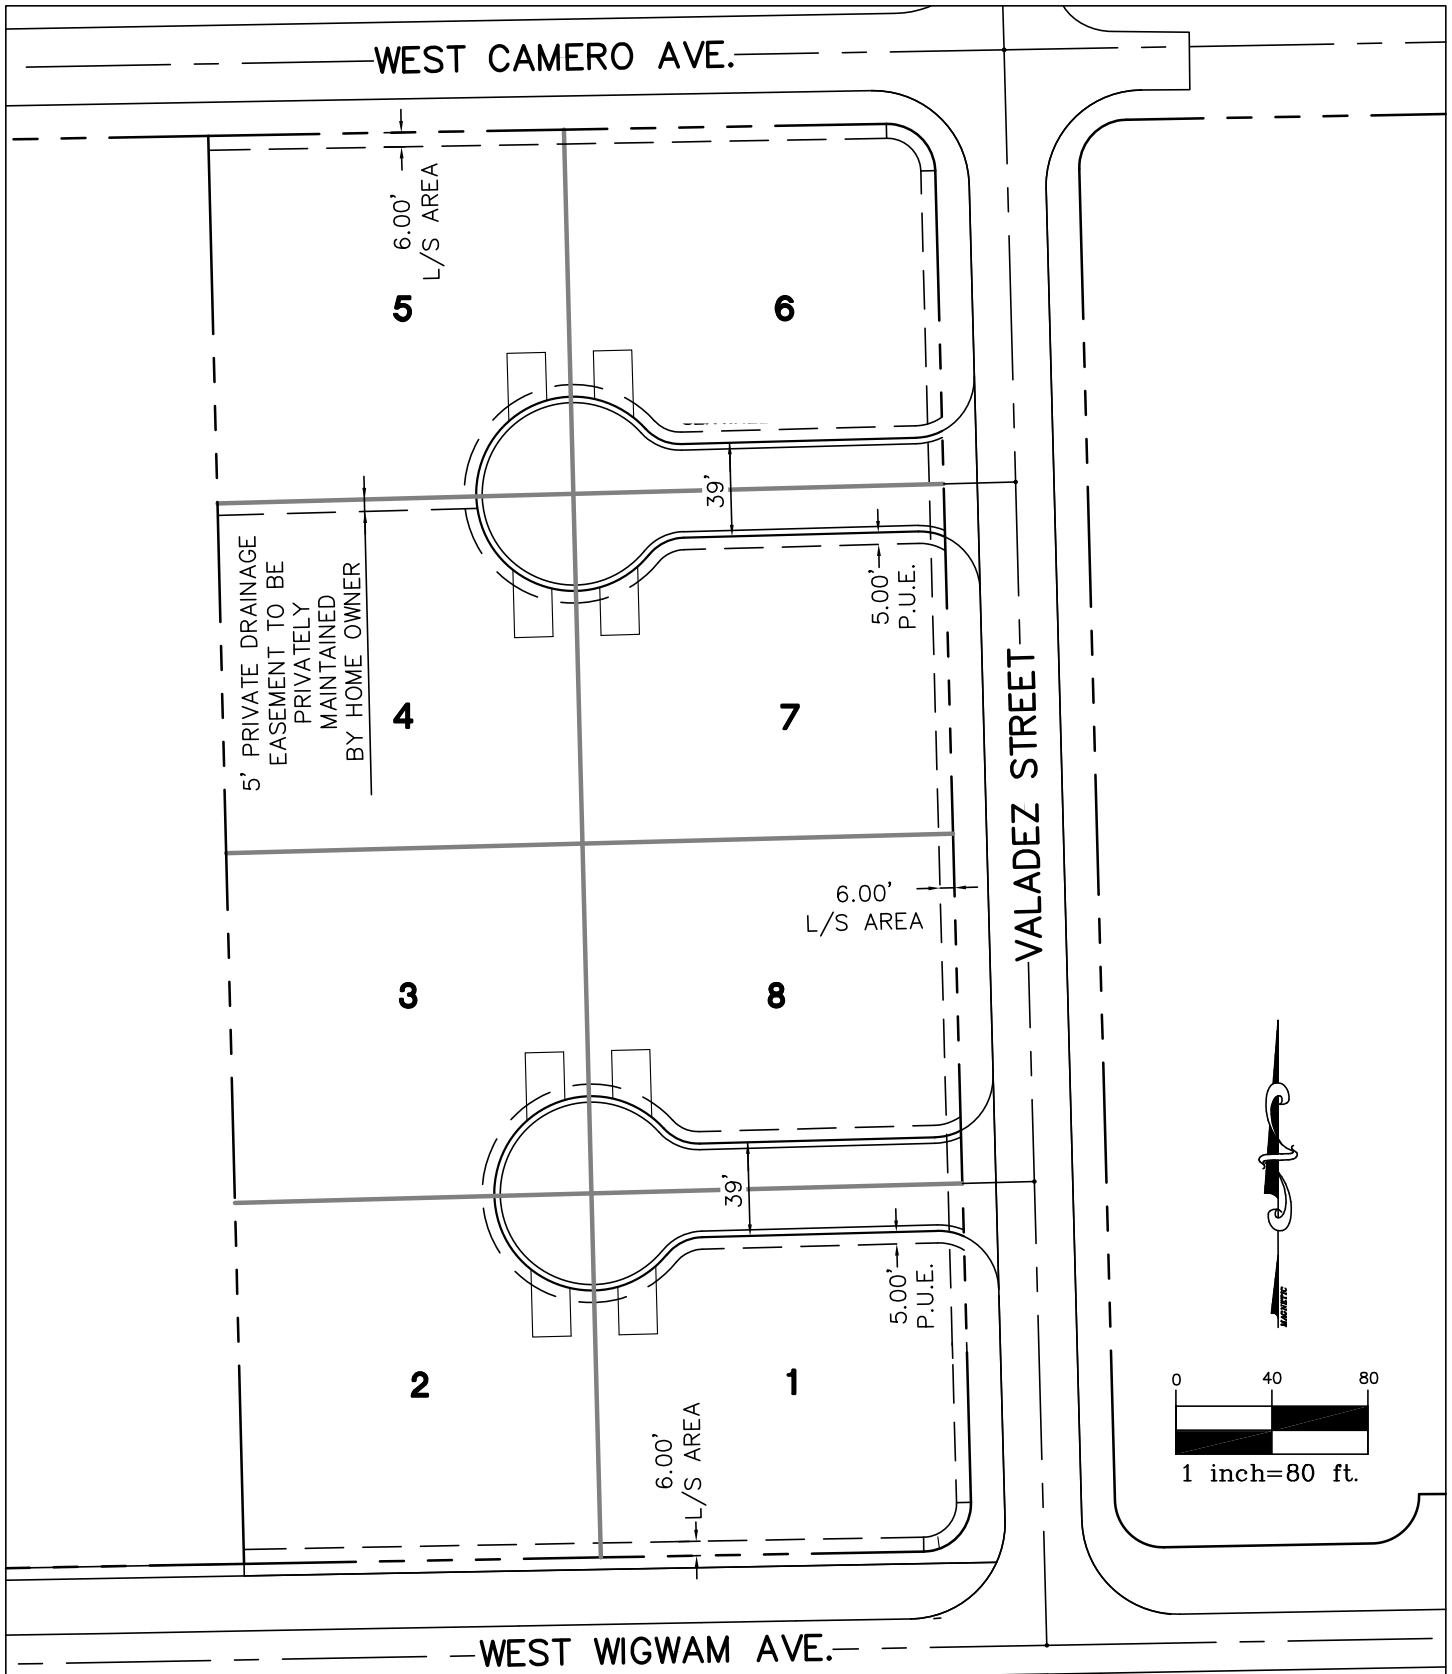 WEST CAMERO AVE.
6.00'
L/S AREA
5
6
39'
5.00'
P.U.E.
5' PRIVATE DRAINAGE
EASEMENT TO BE
PRIVATELY
MAINTAINED
BY HOME OWNER
4
7
VALADEZ STREET
6.00'
L/S AREA
3
8
39'
5.00'
P.U.E.
MAGNETIC
2
1
6.00'
L/S AREA
0 40 80
1 inch=80 ft.
WEST WIGWAM AVE.